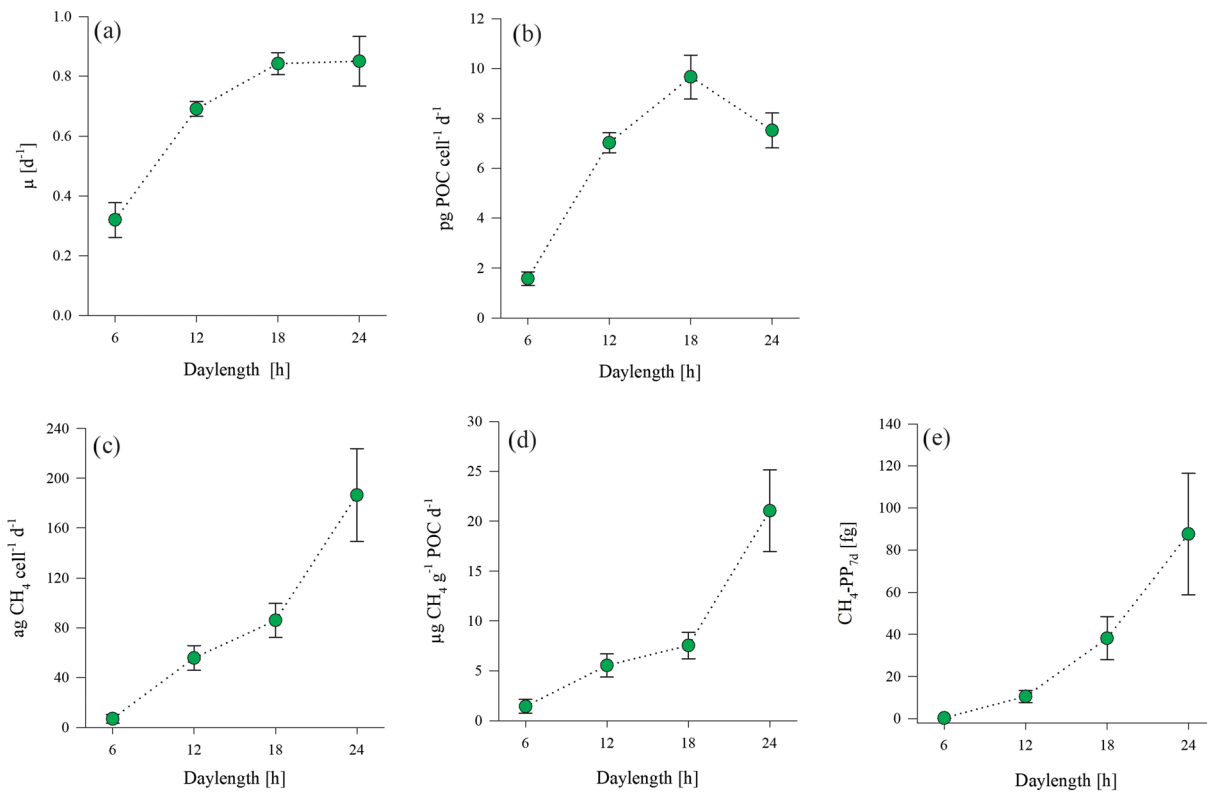 (a)
1.0
0.8
0.6
0.4
0.2
0.0
μ [d⁻¹]
6 12 18 24
Daylength [h]
(b)
12
10
8
6
4
2
0
pg POC cell⁻¹ d⁻¹
6 12 18 24
Daylength [h]
(c)
240
200
160
120
80
40
0
ag CH₄ cell⁻¹ d⁻¹
6 12 18 24
Daylength [h]
(d)
30
25
20
15
10
5
0
μg CH₄ g⁻¹ POC d⁻¹
6 12 18 24
Daylength [h]
(e)
140
120
100
80
60
40
20
0
CH₄-PP₇d [fg]
6 12 18 24
Daylength [h]